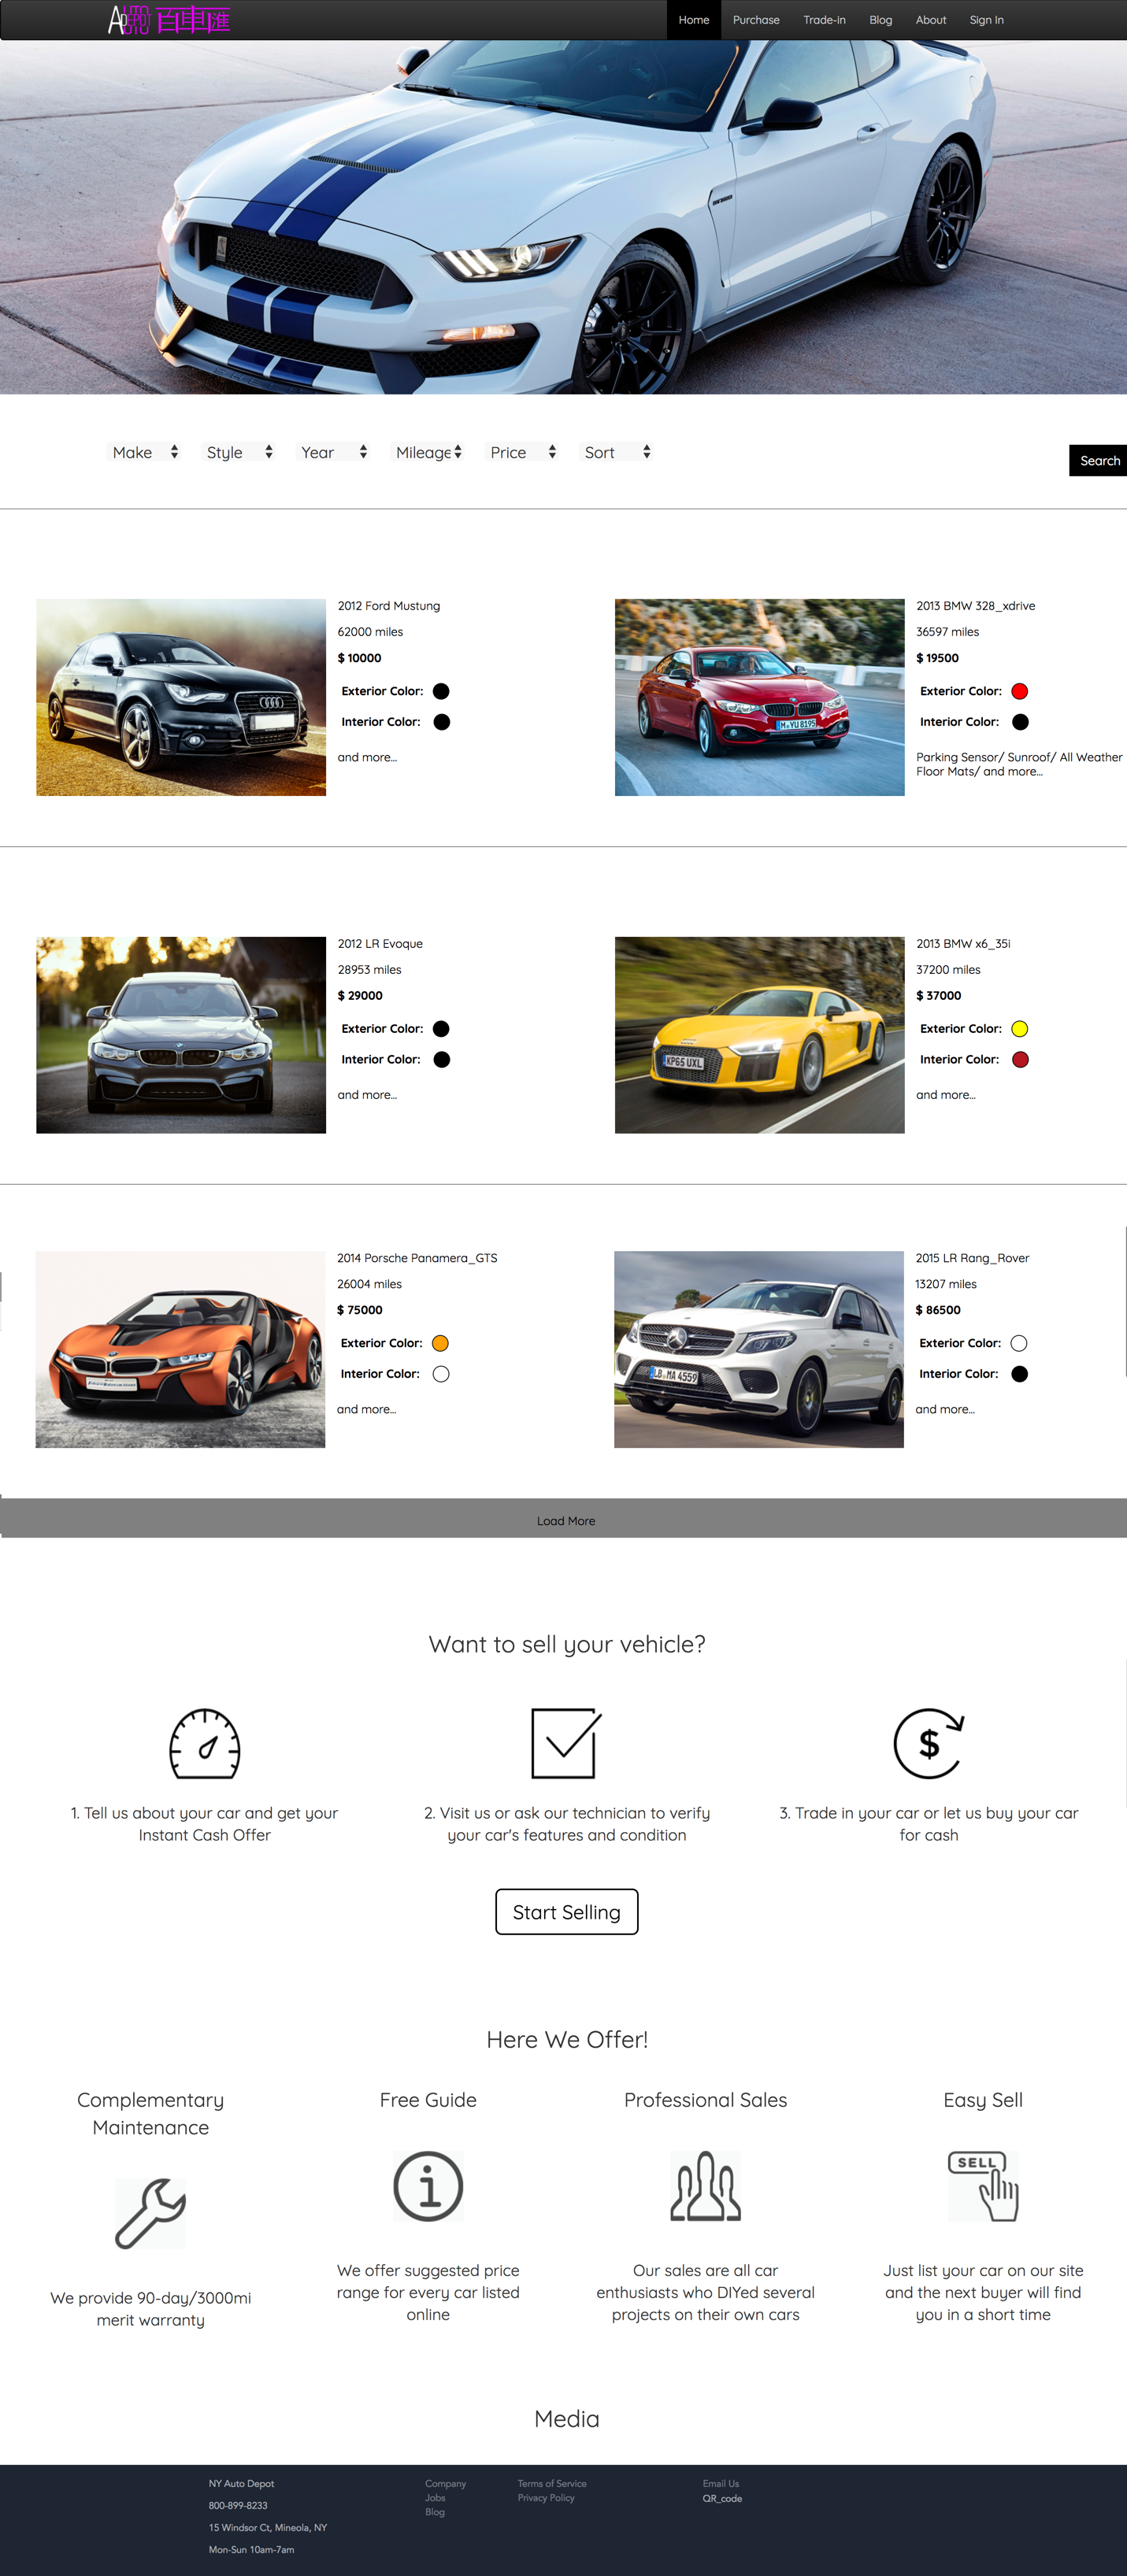 AUTO DEPOT 百車匯
Home Purchase Trade-in Blog About Sign In
Make Style Year Mileage Price Sort
Search
2012 Ford Mustung
62000 miles
$ 10000
Exterior Color:
Interior Color:
and more...
2013 BMW 328_xdrive
36597 miles
$ 19500
Exterior Color:
Interior Color:
Parking Sensor/ Sunroof/ All Weather
Floor Mats/ and more...
M·YU 8195
2012 LR Evoque
28953 miles
$ 29000
Exterior Color:
Interior Color:
and more...
KP65 UXL
2013 BMW x6_35i
37200 miles
$ 37000
Exterior Color:
Interior Color:
and more...
2014 Porsche Panamera_GTS
26004 miles
$ 75000
Exterior Color:
Interior Color:
and more...
LB MA 4559
2015 LR Rang_Rover
13207 miles
$ 86500
Exterior Color:
Interior Color:
and more...
Load More
Want to sell your vehicle?
$
1. Tell us about your car and get your
Instant Cash Offer
2. Visit us or ask our technician to verify
your car's features and condition
3. Trade in your car or let us buy your car
for cash
Start Selling
Here We Offer!
Complementary
Maintenance
We provide 90-day/3000mi
merit warranty
Free Guide
i
We offer suggested price
range for every car listed
online
Professional Sales
Our sales are all car
enthusiasts who DIYed several
projects on their own cars
Easy Sell
SELL
Just list your car on our site
and the next buyer will find
you in a short time
Media
NY Auto Depot
800-899-8233
15 Windsor Ct, Mineola, NY
Mon-Sun 10am-7am
Company
Jobs
Blog
Terms of Service
Privacy Policy
Email Us
QR_code